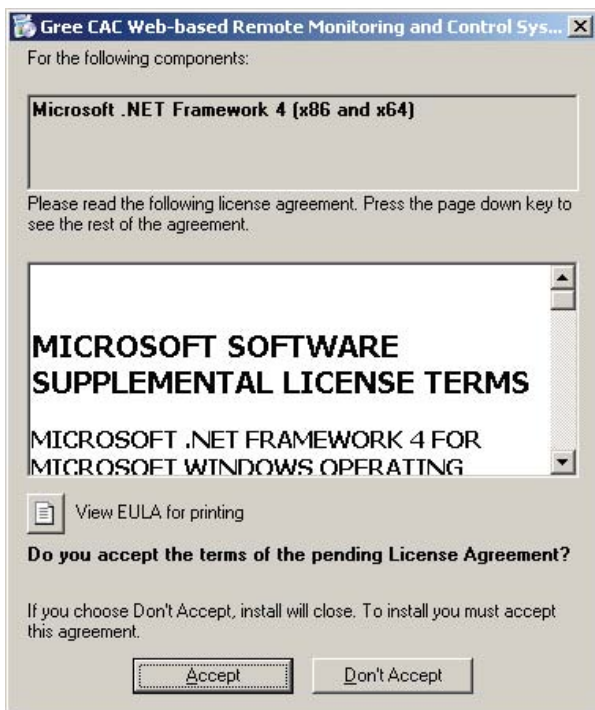 Gree CAC Web-based Remote Monitoring and Control Sys...
For the following components:
Microsoft .NET Framework 4 (x86 and x64)
Please read the following license agreement. Press the page down key to
see the rest of the agreement.
MICROSOFT SOFTWARE
SUPPLEMENTAL LICENSE TERMS
MICROSOFT .NET FRAMEWORK 4 FOR
MICROSOFT WINDOWS OPERATING
View EULA for printing
Do you accept the terms of the pending License Agreement?
If you choose Don't Accept, install will close. To install you must accept
this agreement.
Accept
Don't Accept